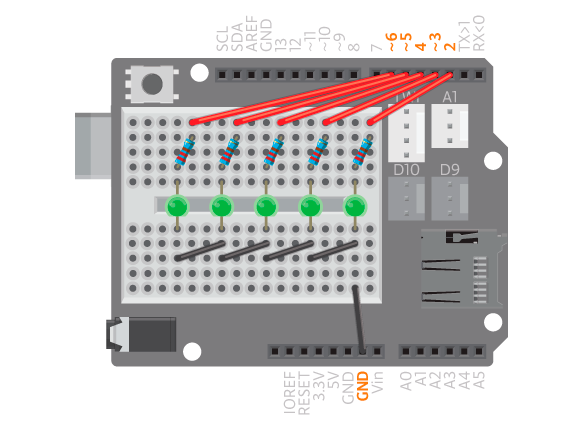 SCL
SDA
AREF
GND
13
12
~11
~10
~9
8
7
~6
~5
4
~3
2
TX>1
RX<0
A1
D10
D9
IOREF
RESET
3.3V
5V
GND
GND
Vin
A0
A1
A2
A3
A4
A5